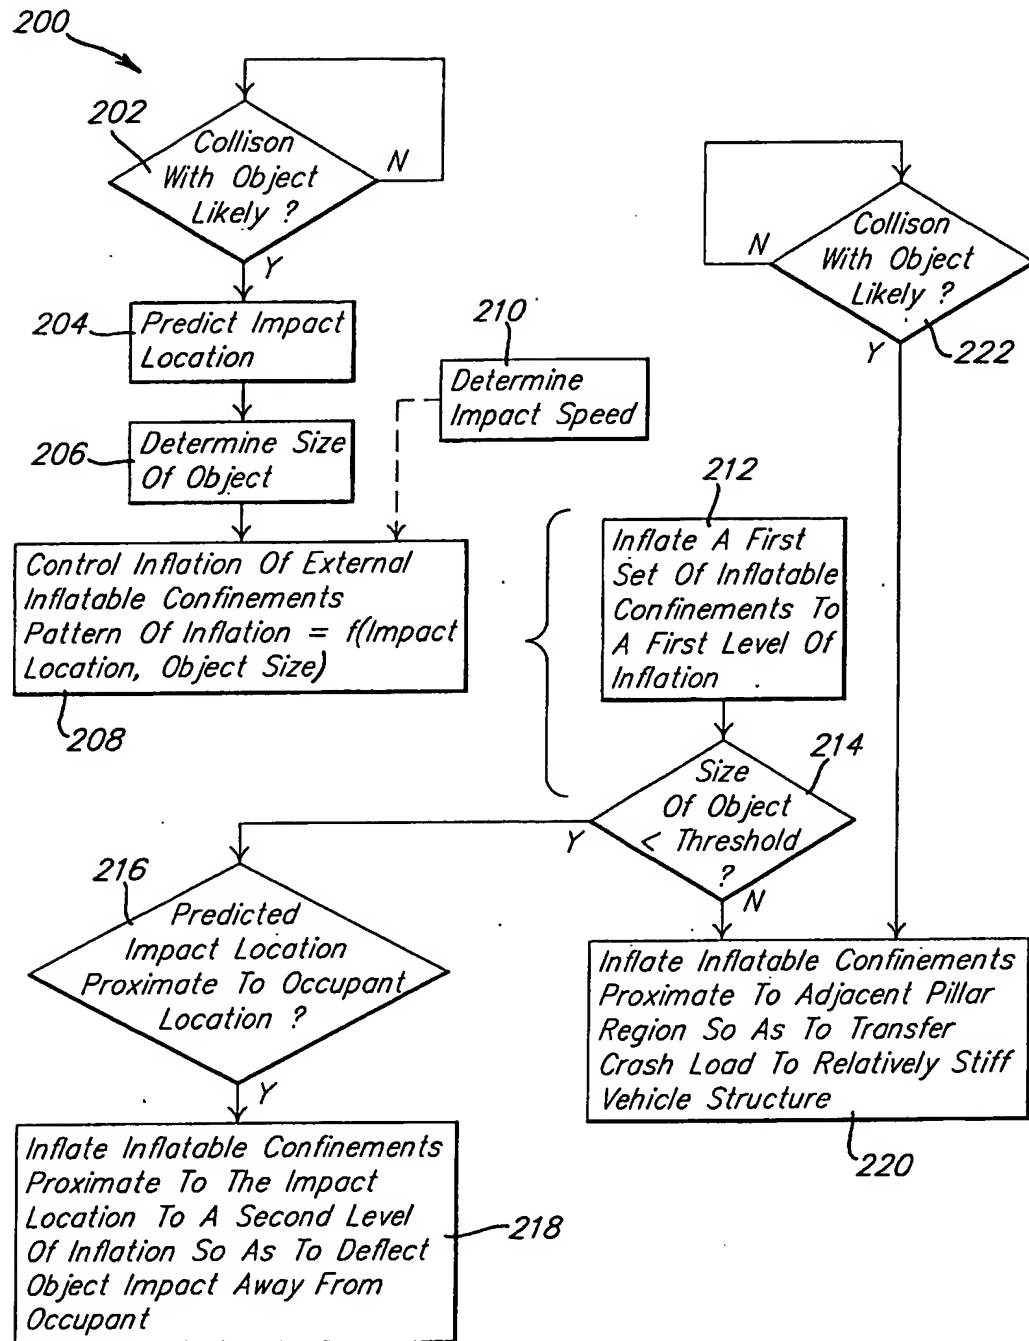 200
202
Collison
With Object
Likely ?
N
Y
204
Predict Impact
Location
206
Determine Size
Of Object
210
Determine
Impact Speed
Control Inflation Of External
Inflatable Confinements
Pattern Of Inflation = f(Impact
Location, Object Size)
208
Collison
With Object
Likely ?
N
Y
222
212
Inflate A First
Set Of Inflatable
Confinements To
A First Level Of
Inflation
214
Size
Of Object
< Threshold
?
Y
N
216
Predicted
Impact Location
Proximate To Occupant
Location ?
Y
Inflate Inflatable Confinements
Proximate To The Impact
Location To A Second Level
Of Inflation So As To Deflect
Object Impact Away From
Occupant
218
Inflate Inflatable Confinements
Proximate To Adjacent Pillar
Region So As To Transfer
Crash Load To Relatively Stiff
Vehicle Structure
220